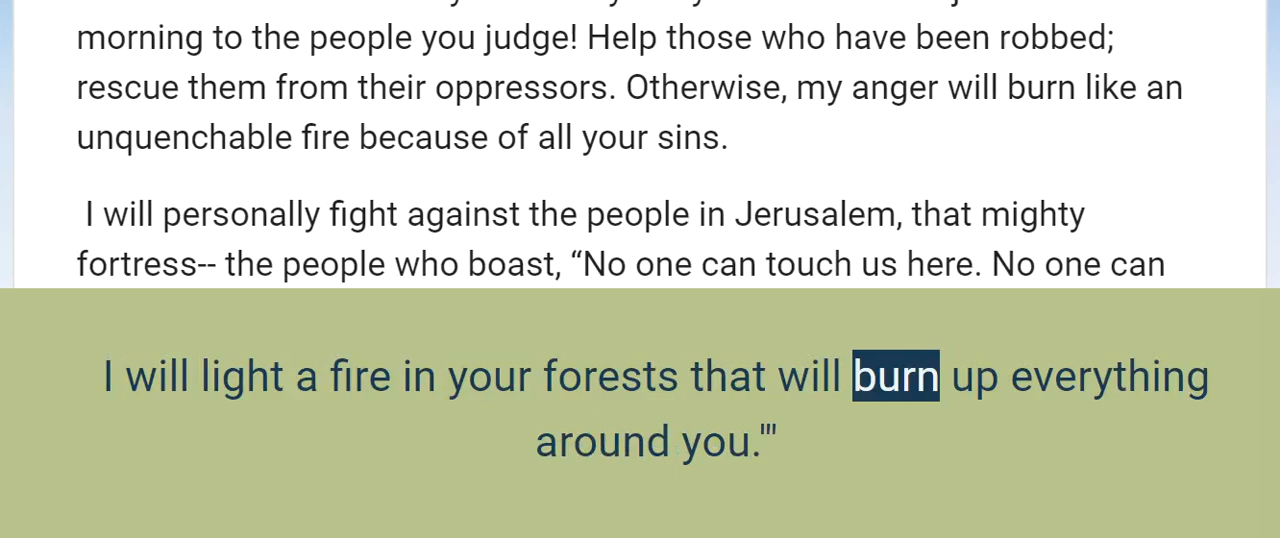 morning to the people you judge! Help those who have been robbed;
rescue them from their oppressors. Otherwise, my anger will burn like an
unquenchable fire because of all your sins.
I will personally fight against the people in Jerusalem, that mighty
fortress-- the people who boast, “No one can touch us here. No one can
I will light a fire in your forests that will burn up everything
around you.'"